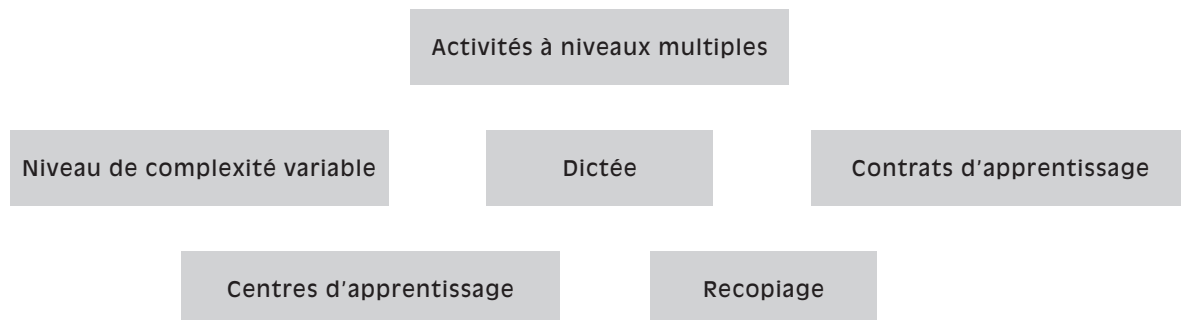 Activités à niveaux multiples
Niveau de complexité variable
Dictée
Contrats d'apprentissage
Centres d'apprentissage
Recopiage